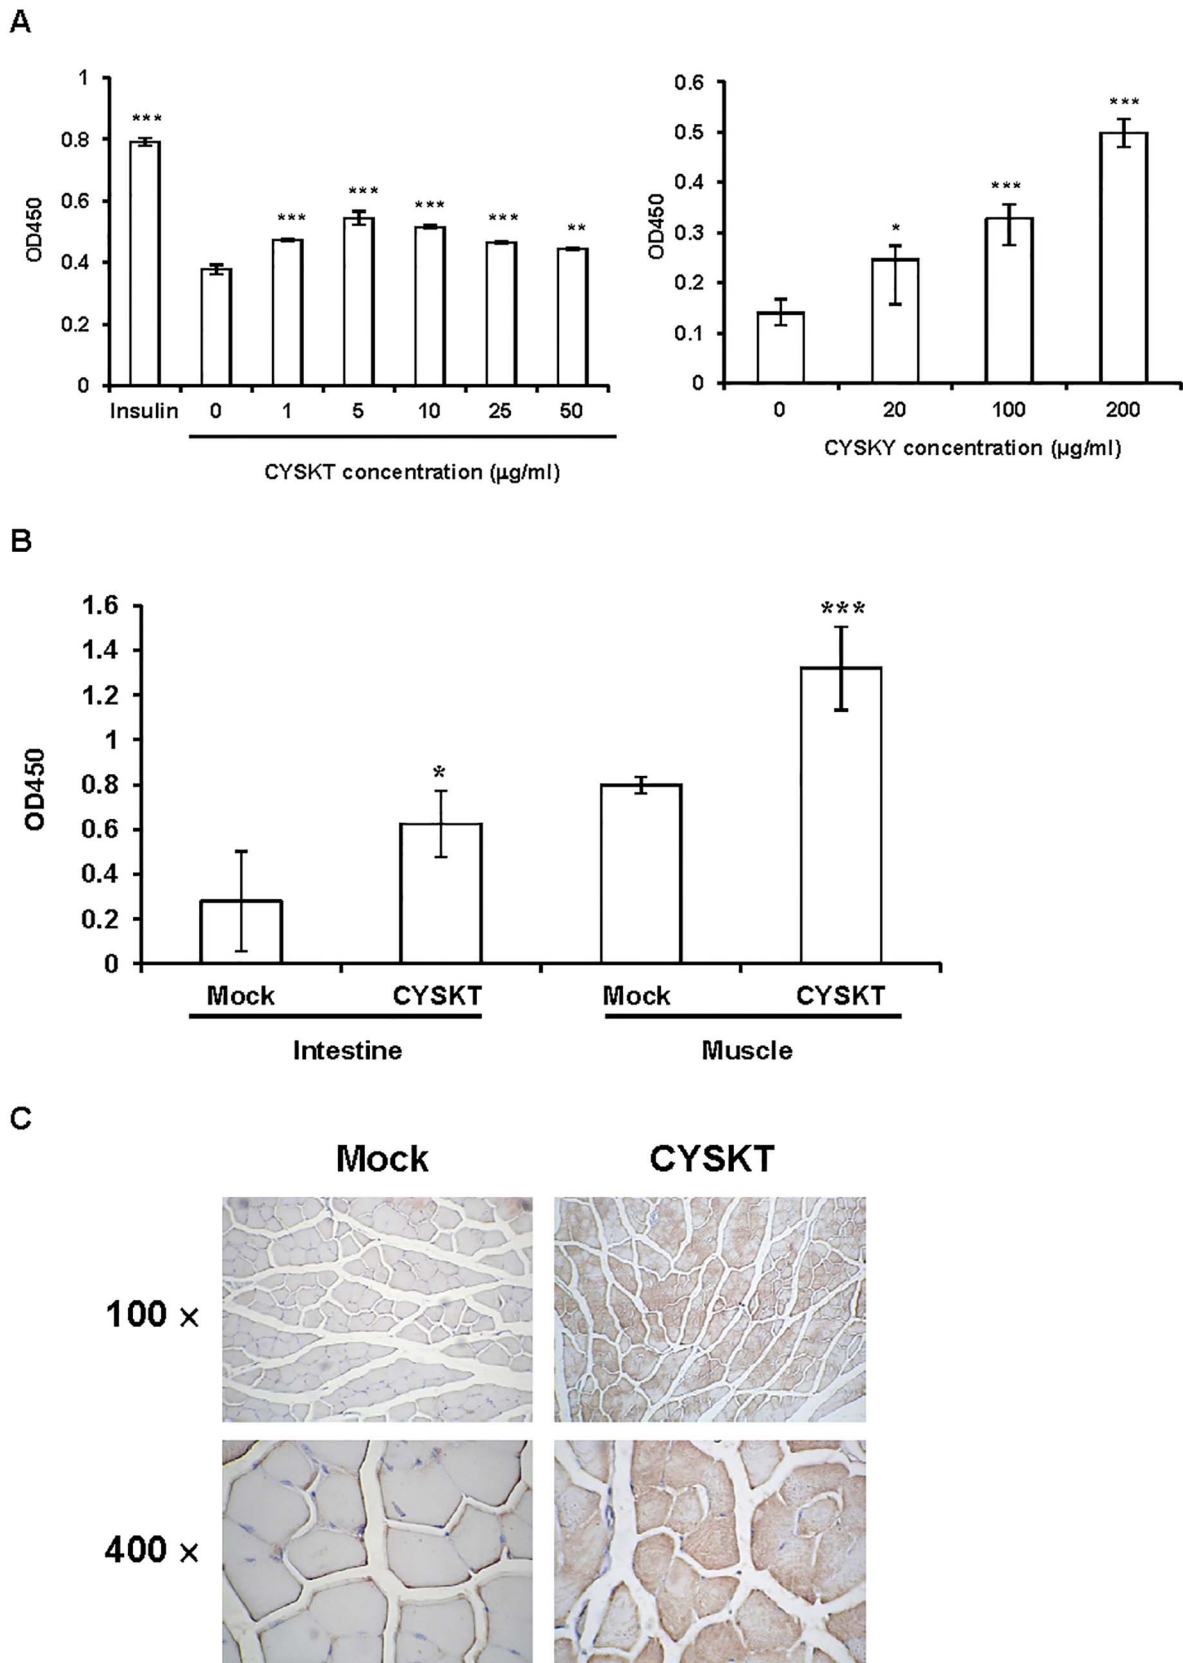 A
1
0.8
0.6
0.4
0.2
0
OD450
***
***
***
***
***
**
Insulin 0 1 5 10 25 50
CYSKT concentration (µg/ml)
0.6
0.5
0.4
0.3
0.2
0.1
0
OD450
*
***
***
0 20 100 200
CYSKY concentration (µg/ml)
B
1.6
1.4
1.2
1
0.8
0.6
0.4
0.2
0
OD450
*
***
Mock CYSKT Mock CYSKT
Intestine Muscle
C
Mock CYSKT
100 ×
400 ×